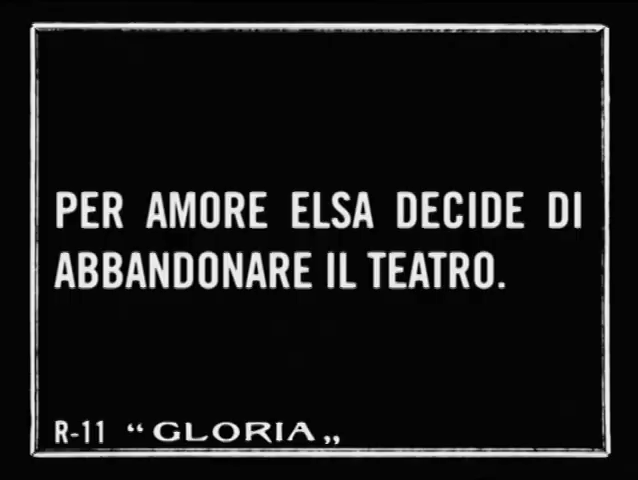 PER AMORE ELSA DECIDE DI
ABBANDONARE IL TEATRO.
R-11 “GLORIA„